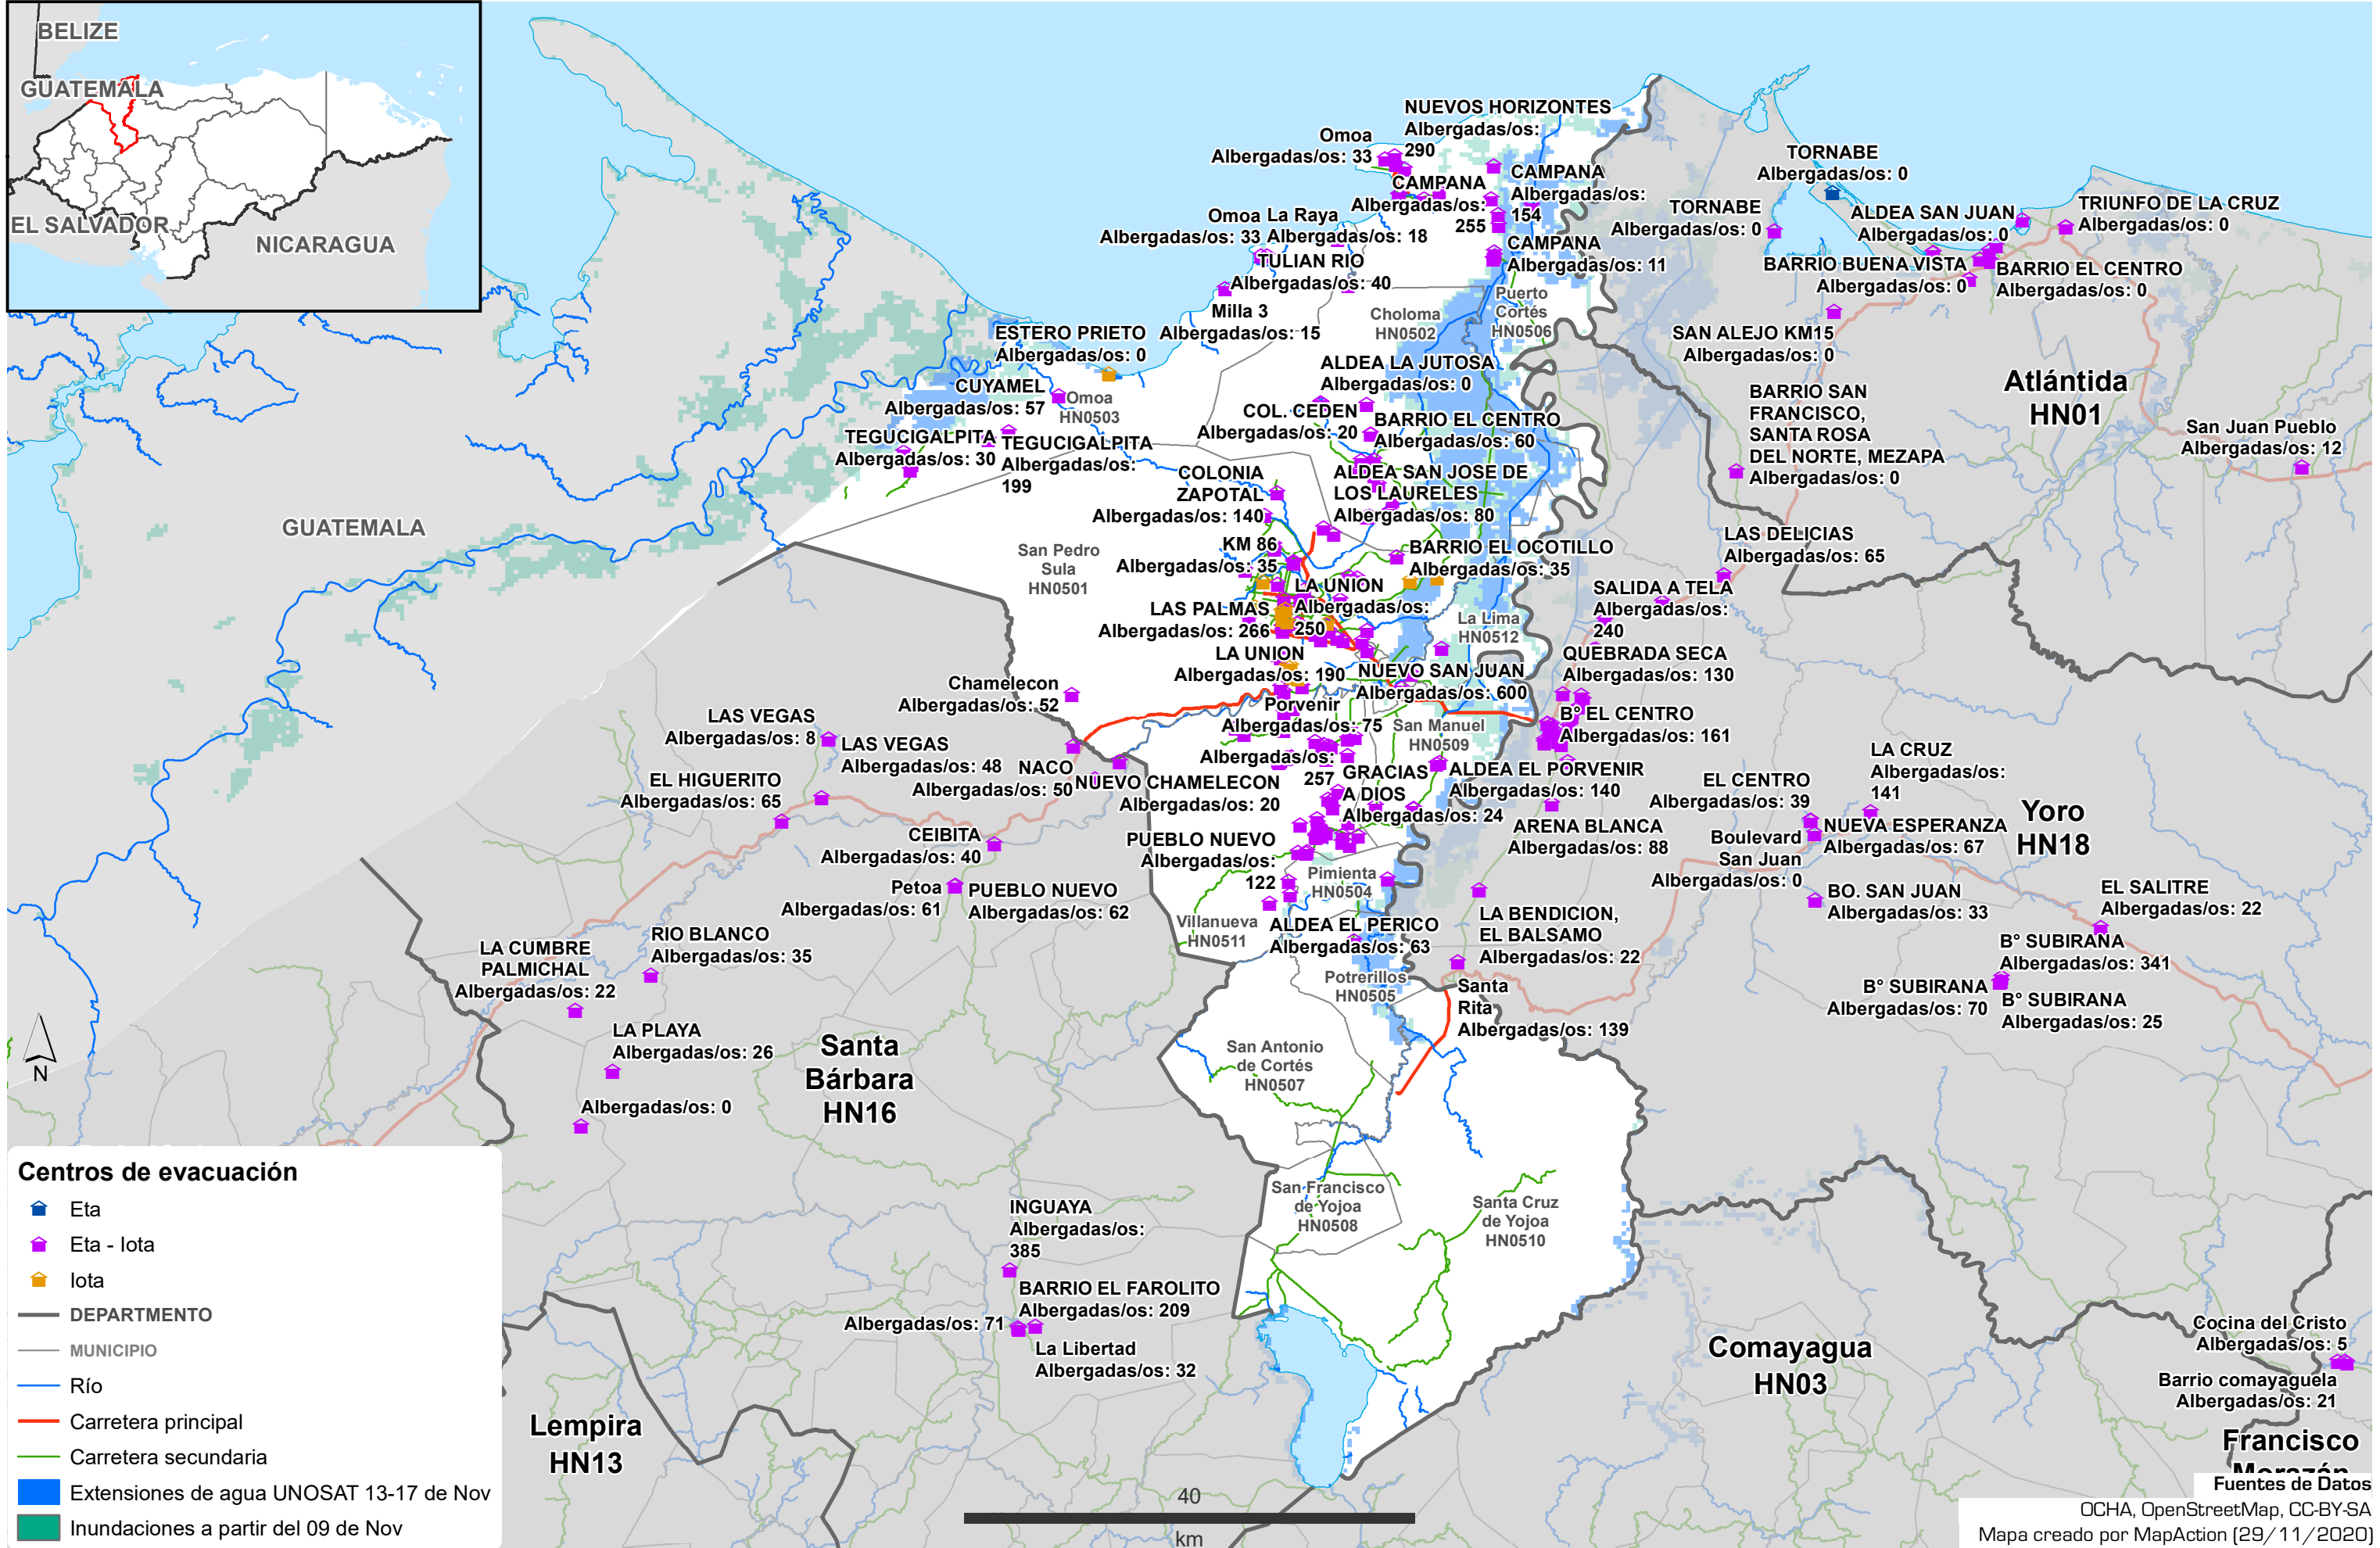 BELIZE
GUATEMALA
EL SALVADOR
NICARAGUA
NUEVOS HORIZONTES
Albergadas/os:
290
Omoa
Albergadas/os: 33
CAMPANA
Albergadas/os:
255
CAMPANA
Albergadas/os:
154
CAMPANA
Albergadas/os: 11
Omoa
Albergadas/os: 33
La Raya
Albergadas/os: 18
TULIAN RIO
Albergadas/os: 40
Milla 3
Albergadas/os: 15
TORNABE
Albergadas/os: 0
TORNABE
Albergadas/os: 0
ALDEA SAN JUAN
Albergadas/os: 0
TRIUNFO DE LA CRUZ
Albergadas/os: 0
BARRIO BUENA VISTA
Albergadas/os: 0
BARRIO EL CENTRO
Albergadas/os: 0
SAN ALEJO KM15
Albergadas/os: 0
Puerto
Cortés
HN0506
Choloma
HN0502
ESTERO PRIETO
Albergadas/os: 0
CUYAMEL
Albergadas/os: 57
Omoa
HN0503
TEGUCIGALPITA
Albergadas/os: 30
TEGUCIGALPITA
Albergadas/os:
199
ALDEA LA JUTOSA
Albergadas/os: 0
COL. CEDEN
Albergadas/os: 20
BARRIO EL CENTRO
Albergadas/os: 60
BARRIO SAN
FRANCISCO,
SANTA ROSA
DEL NORTE, MEZAPA
Albergadas/os: 0
Atlántida
HN01
San Juan Pueblo
Albergadas/os: 12
COLONIA
ZAPOTAL
Albergadas/os: 140
ALDEA SAN JOSE DE
LOS LAURELES
Albergadas/os: 80
GUATEMALA
San Pedro
Sula
HN0501
KM 86
Albergadas/os: 35
BARRIO EL OCOTILLO
Albergadas/os: 35
LAS DELICIAS
Albergadas/os: 65
LAS PALMAS
Albergadas/os: 266
LA UNION
Albergadas/os:
250
La Lima
HN0512
SALIDA A TELA
Albergadas/os:
240
LA UNION
Albergadas/os: 190
NUEVO SAN JUAN
Albergadas/os: 600
QUEBRADA SECA
Albergadas/os: 130
Chamelecon
Albergadas/os: 52
Porvenir
Albergadas/os: 75
San Manuel
HN0509
B° EL CENTRO
Albergadas/os: 161
LAS VEGAS
Albergadas/os: 8
LAS VEGAS
Albergadas/os: 48
NACO
Albergadas/os: 50
NUEVO CHAMELECON
Albergadas/os: 20
Albergadas/os:
257
GRACIAS
A DIOS
Albergadas/os: 24
ALDEA EL PORVENIR
Albergadas/os: 140
EL HIGUERITO
Albergadas/os: 65
LA CRUZ
Albergadas/os:
141
EL CENTRO
Albergadas/os: 39
ARENA BLANCA
Albergadas/os: 88
NUEVA ESPERANZA
Albergadas/os: 67
Yoro
HN18
CEIBITA
Albergadas/os: 40
PUEBLO NUEVO
Albergadas/os:
122
Boulevard
San Juan
Albergadas/os: 0
Petoa
Albergadas/os: 61
PUEBLO NUEVO
Albergadas/os: 62
Pimienta
HN0504
Villanueva
HN0511
ALDEA EL PERICO
Albergadas/os: 63
LA BENDICION,
EL BALSAMO
Albergadas/os: 22
BO. SAN JUAN
Albergadas/os: 33
EL SALITRE
Albergadas/os: 22
B° SUBIRANA
Albergadas/os: 341
B° SUBIRANA
Albergadas/os: 70
B° SUBIRANA
Albergadas/os: 25
LA CUMBRE
PALMICHAL
Albergadas/os: 22
RIO BLANCO
Albergadas/os: 35
Potrerillos
HN0505
Santa
Rita
Albergadas/os: 139
LA PLAYA
Albergadas/os: 26
Santa
Bárbara
HN16
San Antonio
de Cortés
HN0507
Albergadas/os: 0
San Francisco
de Yojoa
HN0508
Santa Cruz
de Yojoa
HN0510
INGUAYA
Albergadas/os:
385
BARRIO EL FAROLITO
Albergadas/os: 209
Albergadas/os: 71
La Libertad
Albergadas/os: 32
Lempira
HN13
Comayagua
HN03
Cocina del Cristo
Albergadas/os: 5
Barrio comayaguela
Albergadas/os: 21
Francisco
Morazán
N
Centros de evacuación
Eta
Eta - Iota
Iota
DEPARTMENTO
MUNICIPIO
Río
Carretera principal
Carretera secundaria
Extensiones de agua UNOSAT 13-17 de Nov
Inundaciones a partir del 09 de Nov
40
km
Fuentes de Datos
OCHA, OpenStreetMap, CC-BY-SA
Mapa creado por MapAction (29/11/2020)